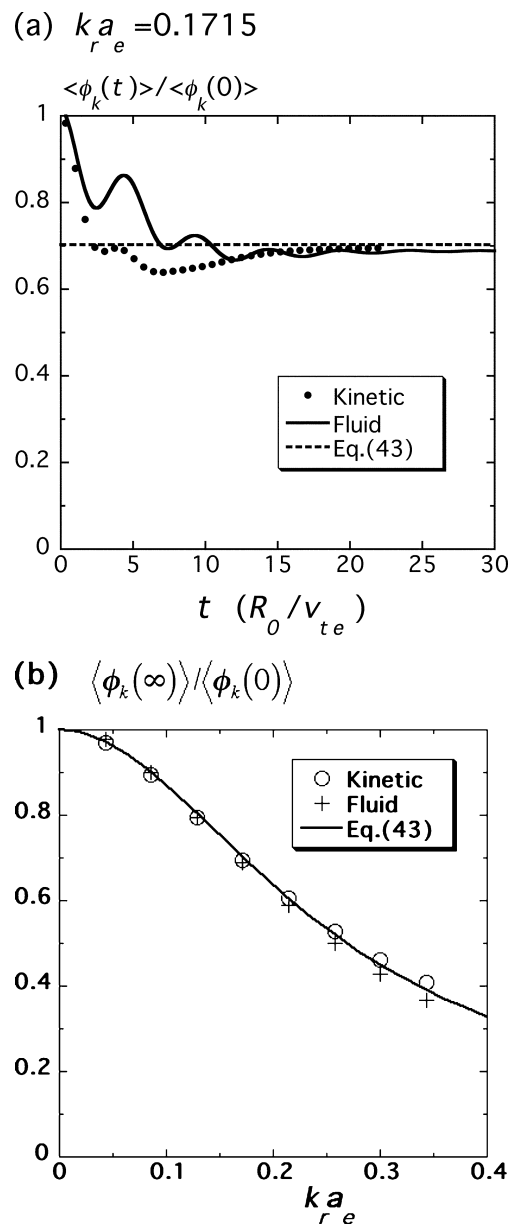 (a) k_r a_e =0.1715
<ϕ_k(t)>/<ϕ_k(0)>
1
0.8
0.6
0.4
0.2
0
Kinetic
Fluid
Eq.(43)
0 5 10 15 20 25 30
t (R_0/v_te)
(b) ⟨ϕ_k(∞)⟩/⟨ϕ_k(0)⟩
1
0.8
0.6
0.4
0.2
0
Kinetic
Fluid
Eq.(43)
0 0.1 0.2 0.3 0.4
k_r a_e